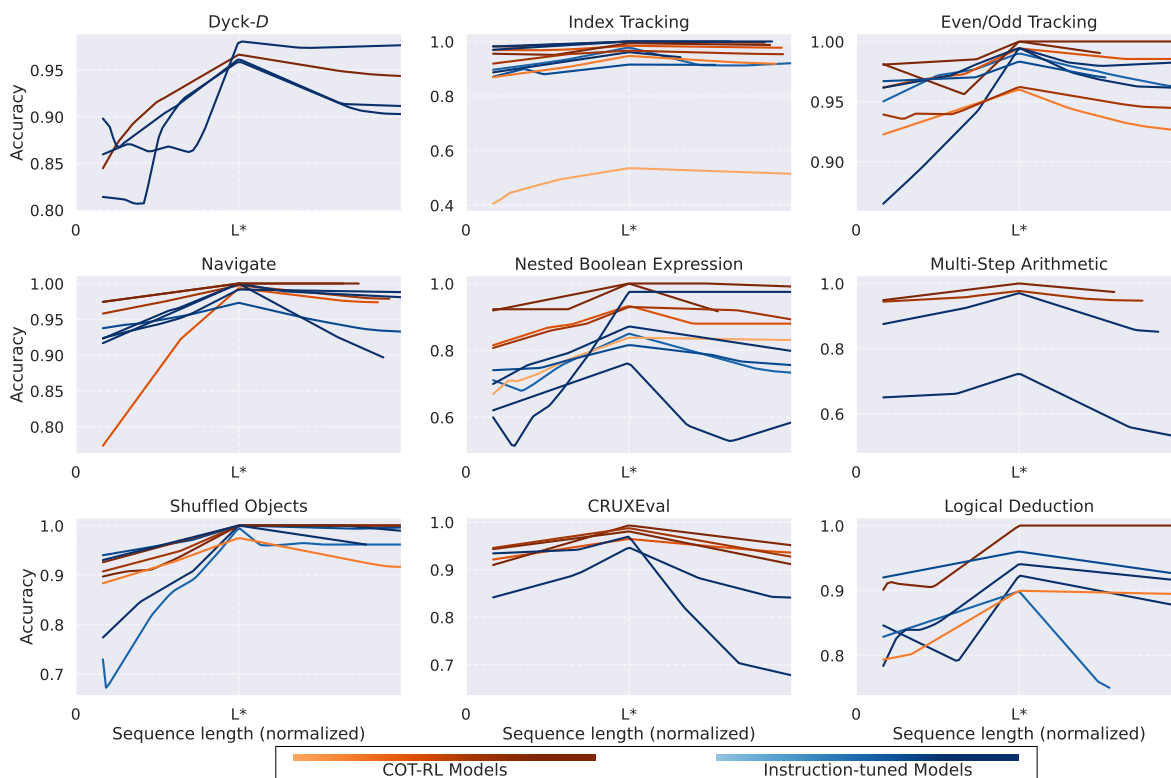 Dyck-D
Index Tracking
Even/Odd Tracking
Accuracy
0.95
0.90
0.85
0.80
0
L*
1.0
0.8
0.6
0.4
0
L*
1.00
0.95
0.90
0
L*
Navigate
Nested Boolean Expression
Multi-Step Arithmetic
Accuracy
1.00
0.95
0.90
0.85
0.80
0
L*
1.0
0.8
0.6
0
L*
1.0
0.8
0.6
0
L*
Shuffled Objects
CRUXEval
Logical Deduction
Accuracy
1.0
0.9
0.8
0.7
0
L*
Sequence length (normalized)
1.0
0.9
0.8
0.7
0
L*
Sequence length (normalized)
1.0
0.9
0.8
0
L*
Sequence length (normalized)
COT-RL Models
Instruction-tuned Models